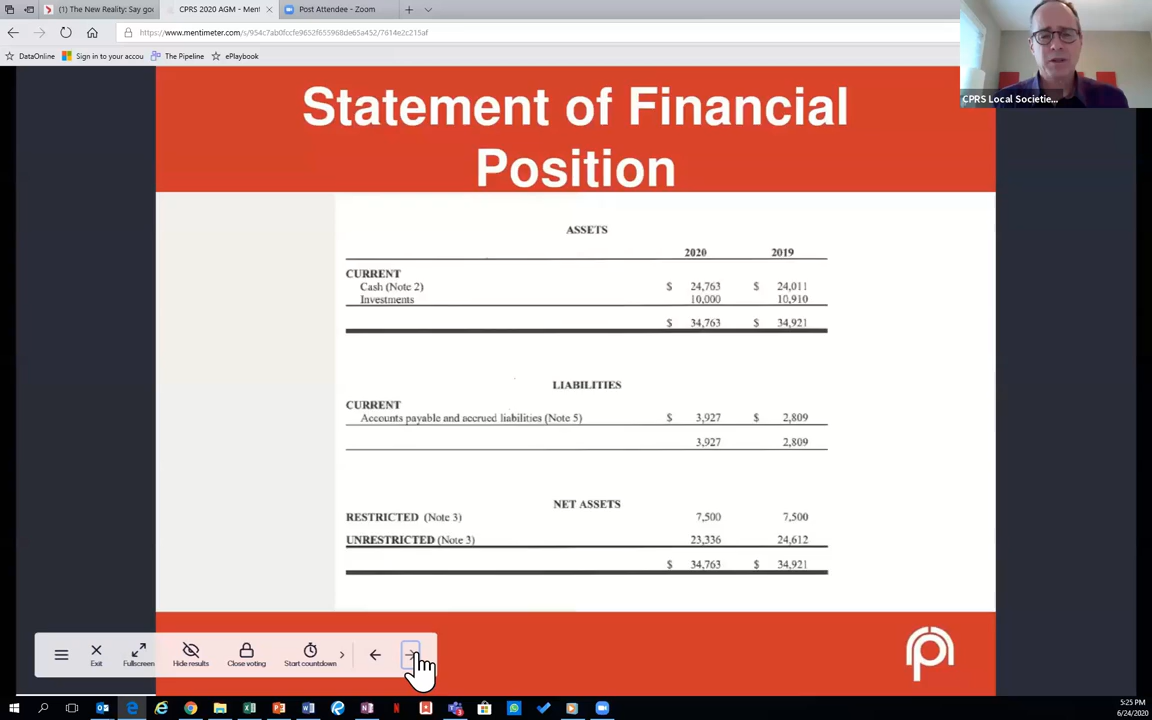 (1) The New Reality: Say goo
CPRS 2020 AGM - Ment
Post Attendee - Zoom
https://www.mentimeter.com/s/954c7ab0fccfe9652f655968de65a452/7614e2c215af
DataOnline
Sign in to your accou
The Pipeline
ePlaybook
CPRS Local Societie...
Statement of Financial
Position
ASSETS
2020 2019
CURRENT
Cash (Note 2) $ 24,763 $ 24,011
Investments 10,000 10,910
$ 34,763 $ 34,921
LIABILITIES
CURRENT
Accounts payable and accrued liabilities (Note 5) $ 3,927 $ 2,809
3,927 2,809
NET ASSETS
RESTRICTED (Note 3) 7,500 7,500
UNRESTRICTED (Note 3) 23,336 24,612
$ 34,763 $ 34,921
Exit
Fullscreen
Hide results
Close voting
Start countdown
5:25 PM
6/24/2020